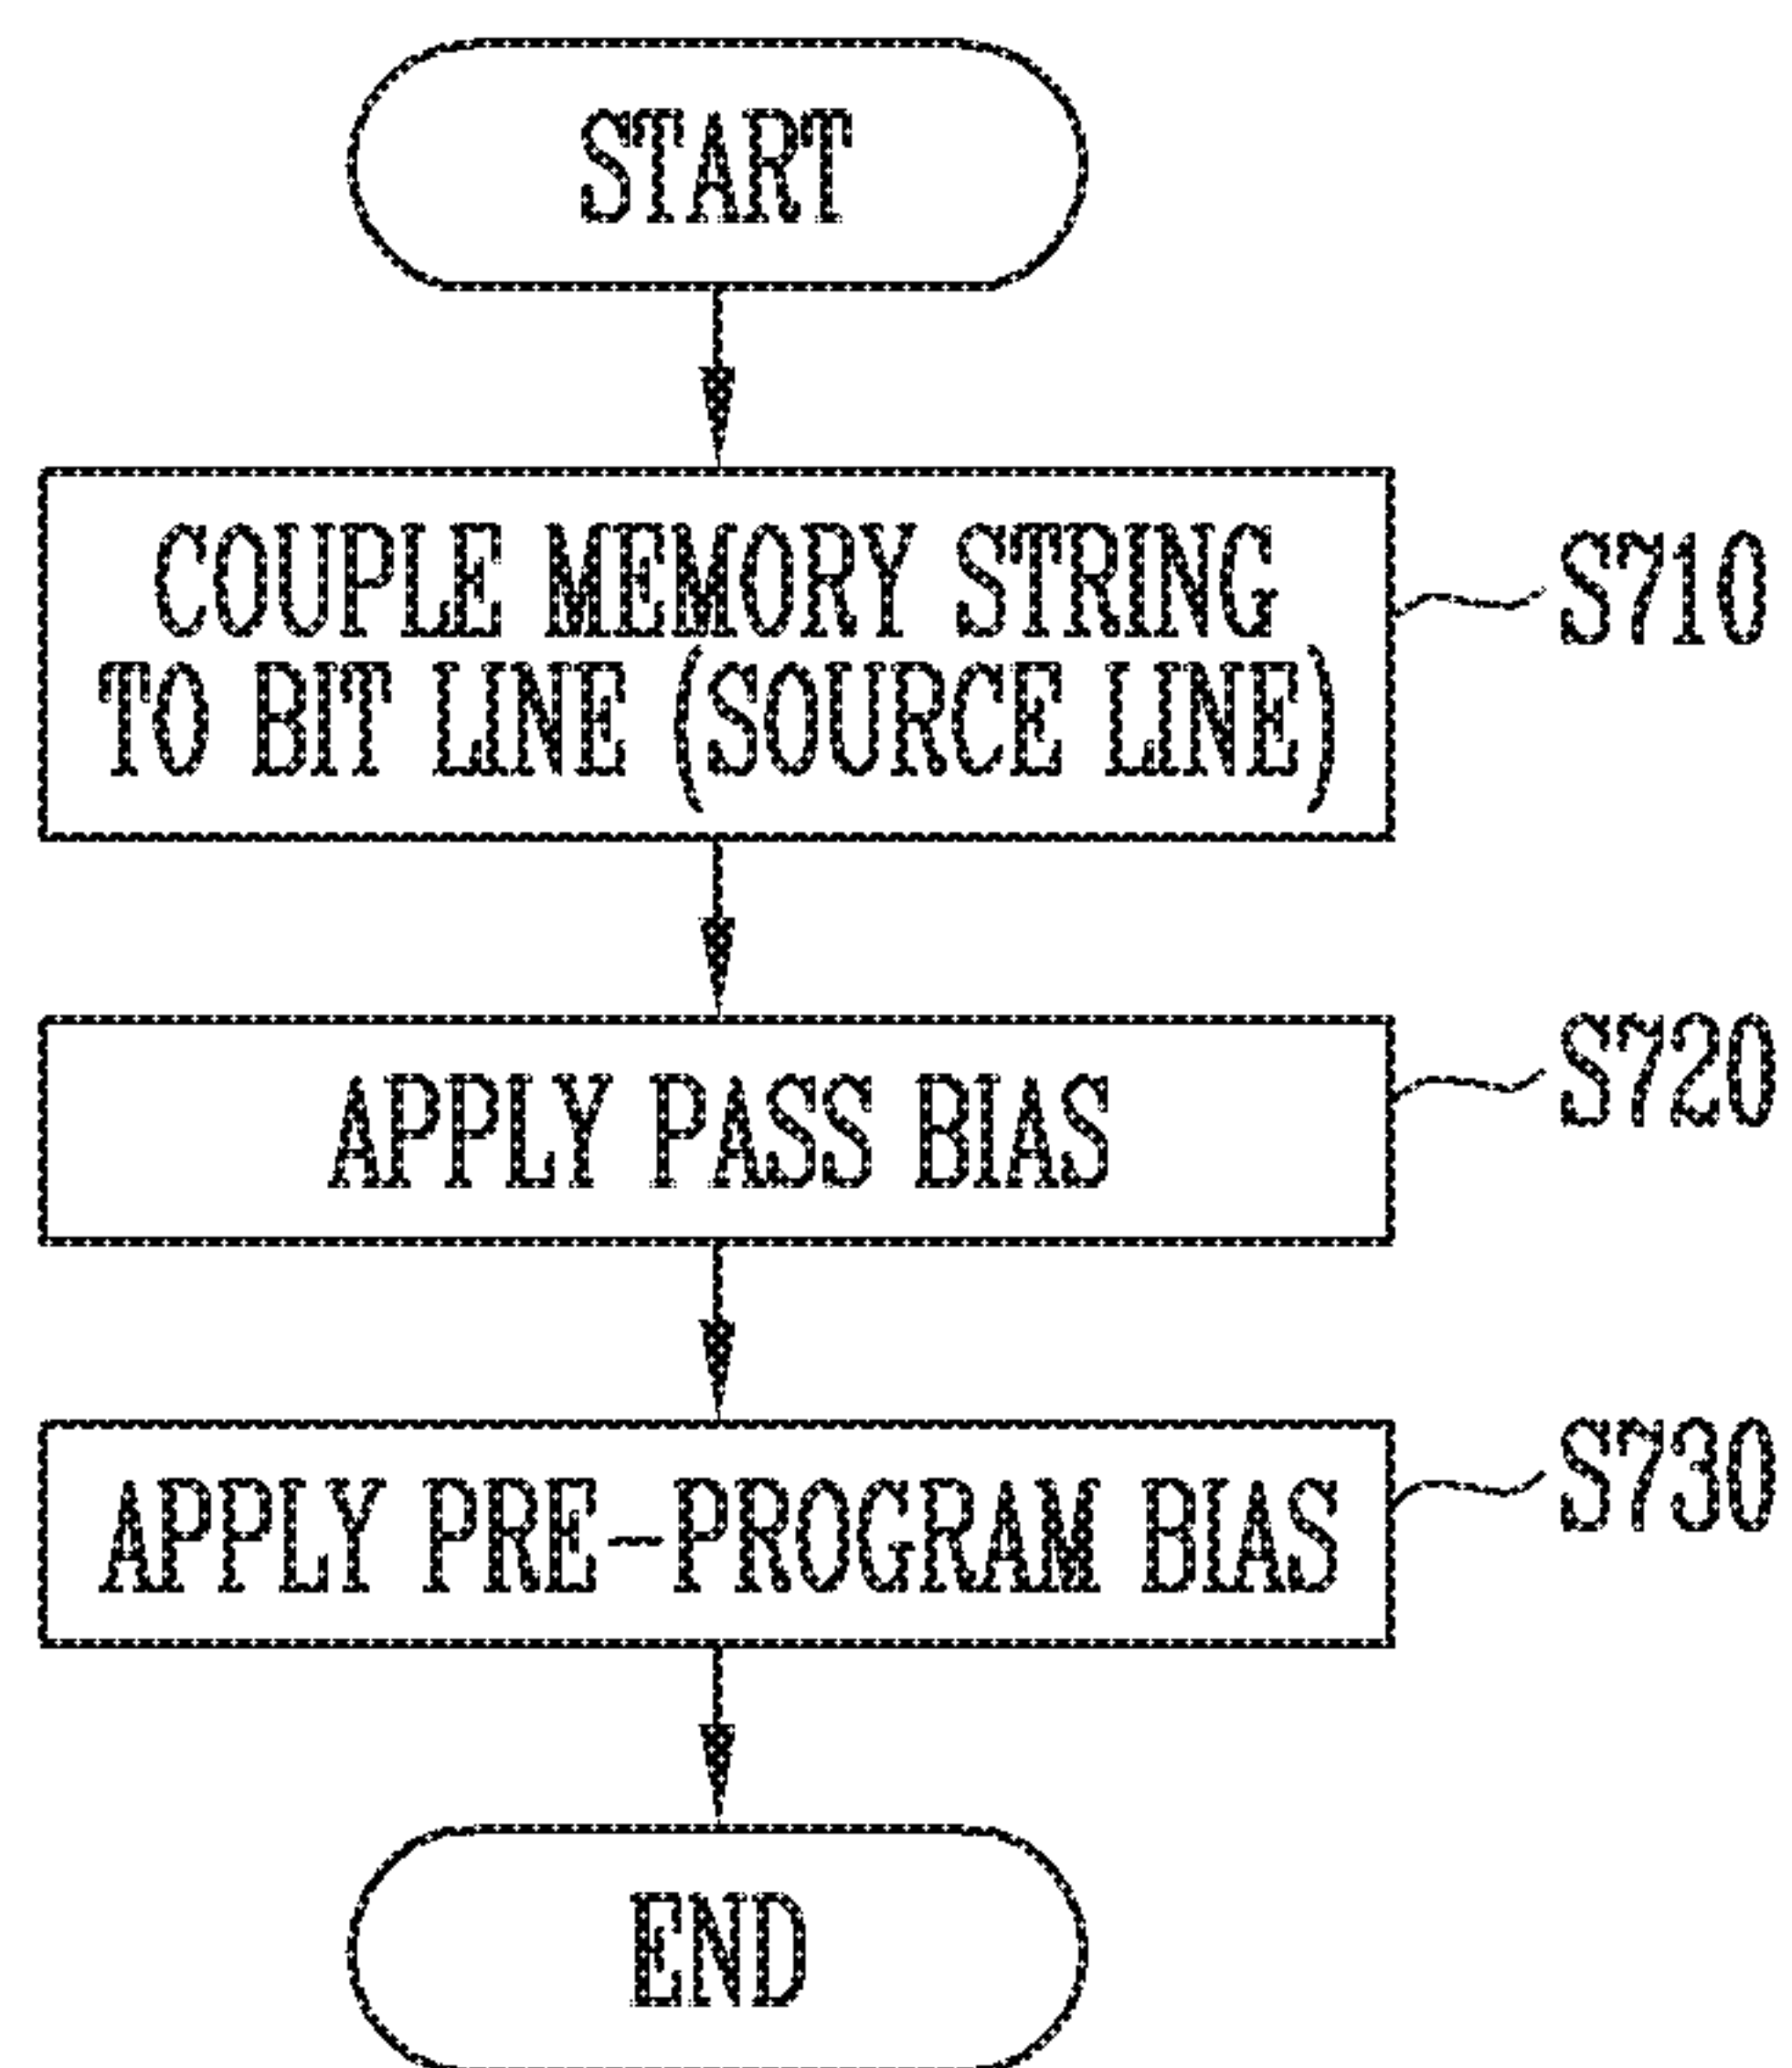 START
COUPLE MEMORY STRING
TO BIT LINE (SOURCE LINE)
S710
APPLY PASS BIAS
S720
APPLY PRE-PROGRAM BIAS
S730
END